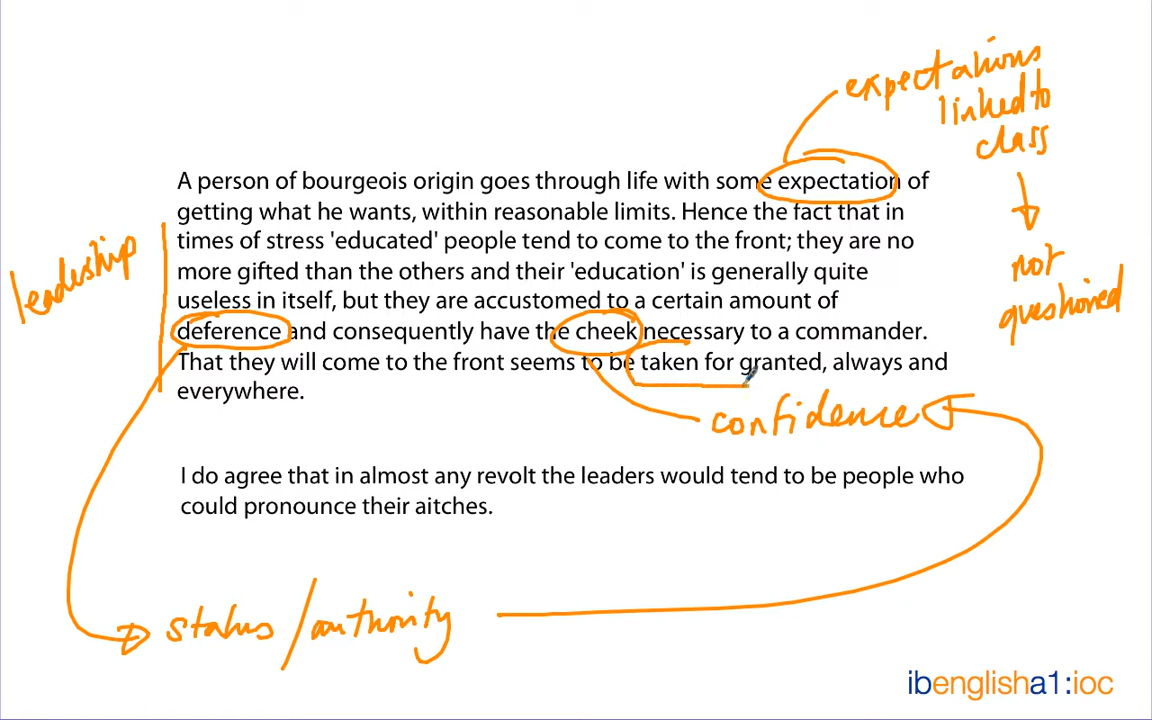 expectations
linked to
class
not
questioned
leadership
A person of bourgeois origin goes through life with some expectation of
getting what he wants, within reasonable limits. Hence the fact that in
times of stress 'educated' people tend to come to the front; they are no
more gifted than the others and their 'education' is generally quite
useless in itself, but they are accustomed to a certain amount of
deference and consequently have the cheek necessary to a commander.
That they will come to the front seems to be taken for granted, always and
everywhere.
confidence
I do agree that in almost any revolt the leaders would tend to be people who
could pronounce their aitches.
status/authority
ibenglisha1:ioc